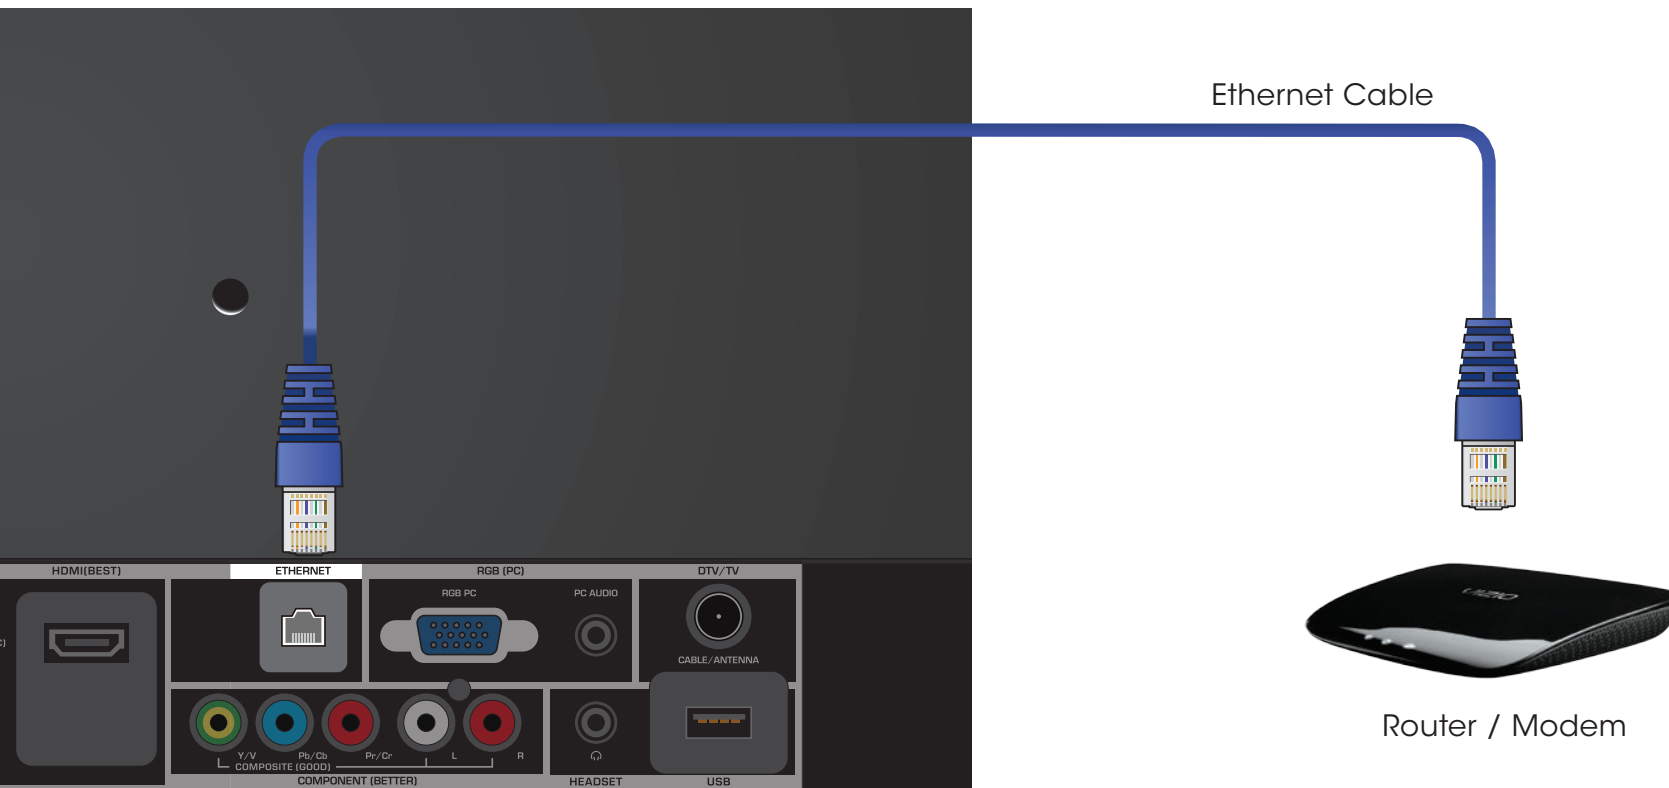 Ethernet Cable
HDMI(BEST)
ETHERNET
RGB (PC)
DTV/TV
RGB PC
PC AUDIO
C)
CABLE/ANTENNA
VIZIO
Router / Modem
Y/V
Pb/Cb
Pr/Cr
L
R
COMPOSITE (GOOD)
COMPONENT (BETTER)
HEADSET
USB